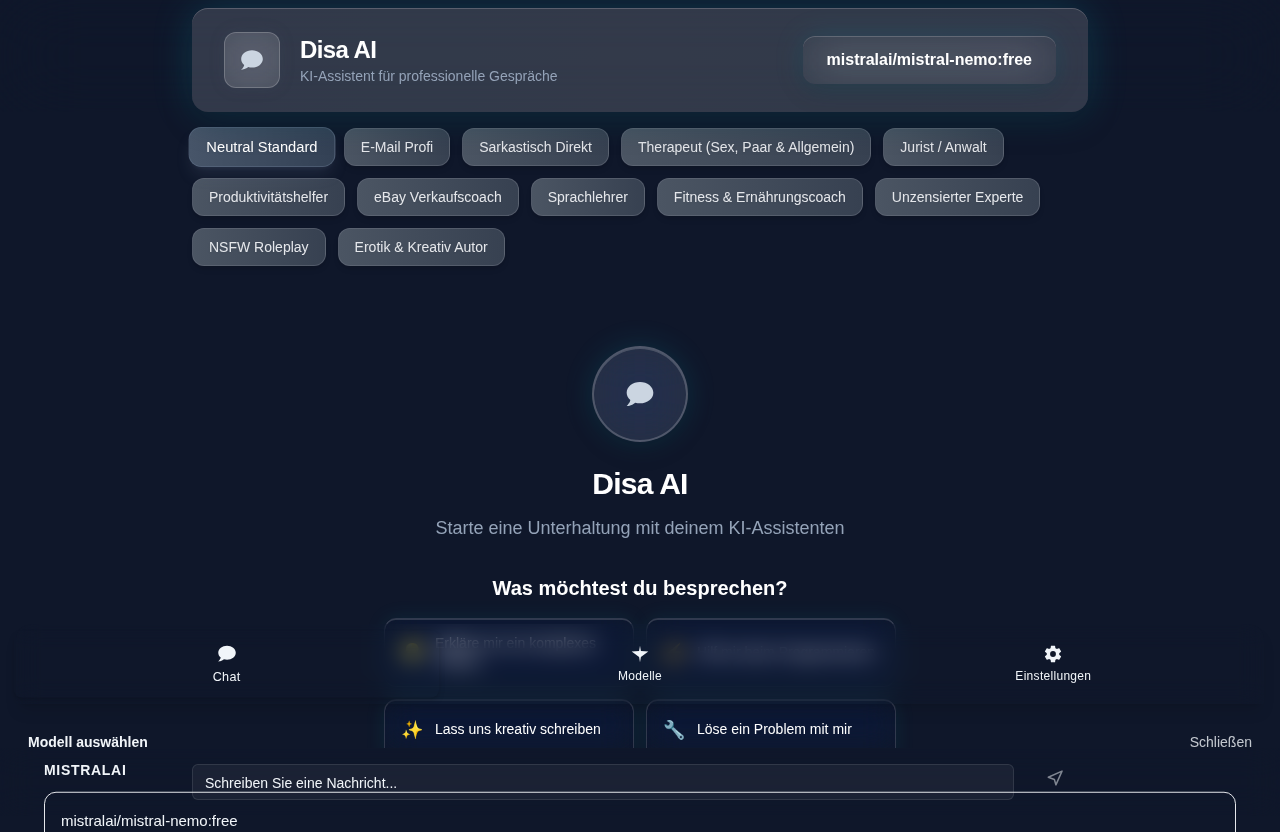 Disa AI
KI-Assistent für professionelle Gespräche
mistralai/mistral-nemo:free
Neutral Standard
E-Mail Profi
Sarkastisch Direkt
Therapeut (Sex, Paar & Allgemein)
Jurist / Anwalt
Produktivitätshelfer
eBay Verkaufscoach
Sprachlehrer
Fitness & Ernährungscoach
Unzensierter Experte
NSFW Roleplay
Erotik & Kreativ Autor
Disa AI
Starte eine Unterhaltung mit deinem KI-Assistenten
Was möchtest du besprechen?
Erkläre mir ein komplexes
Chat
Modelle
Einstellungen
Lass uns kreativ schreiben
Löse ein Problem mit mir
Modell auswählen
Schließen
MISTRALAI
Schreiben Sie eine Nachricht...
mistralai/mistral-nemo:free